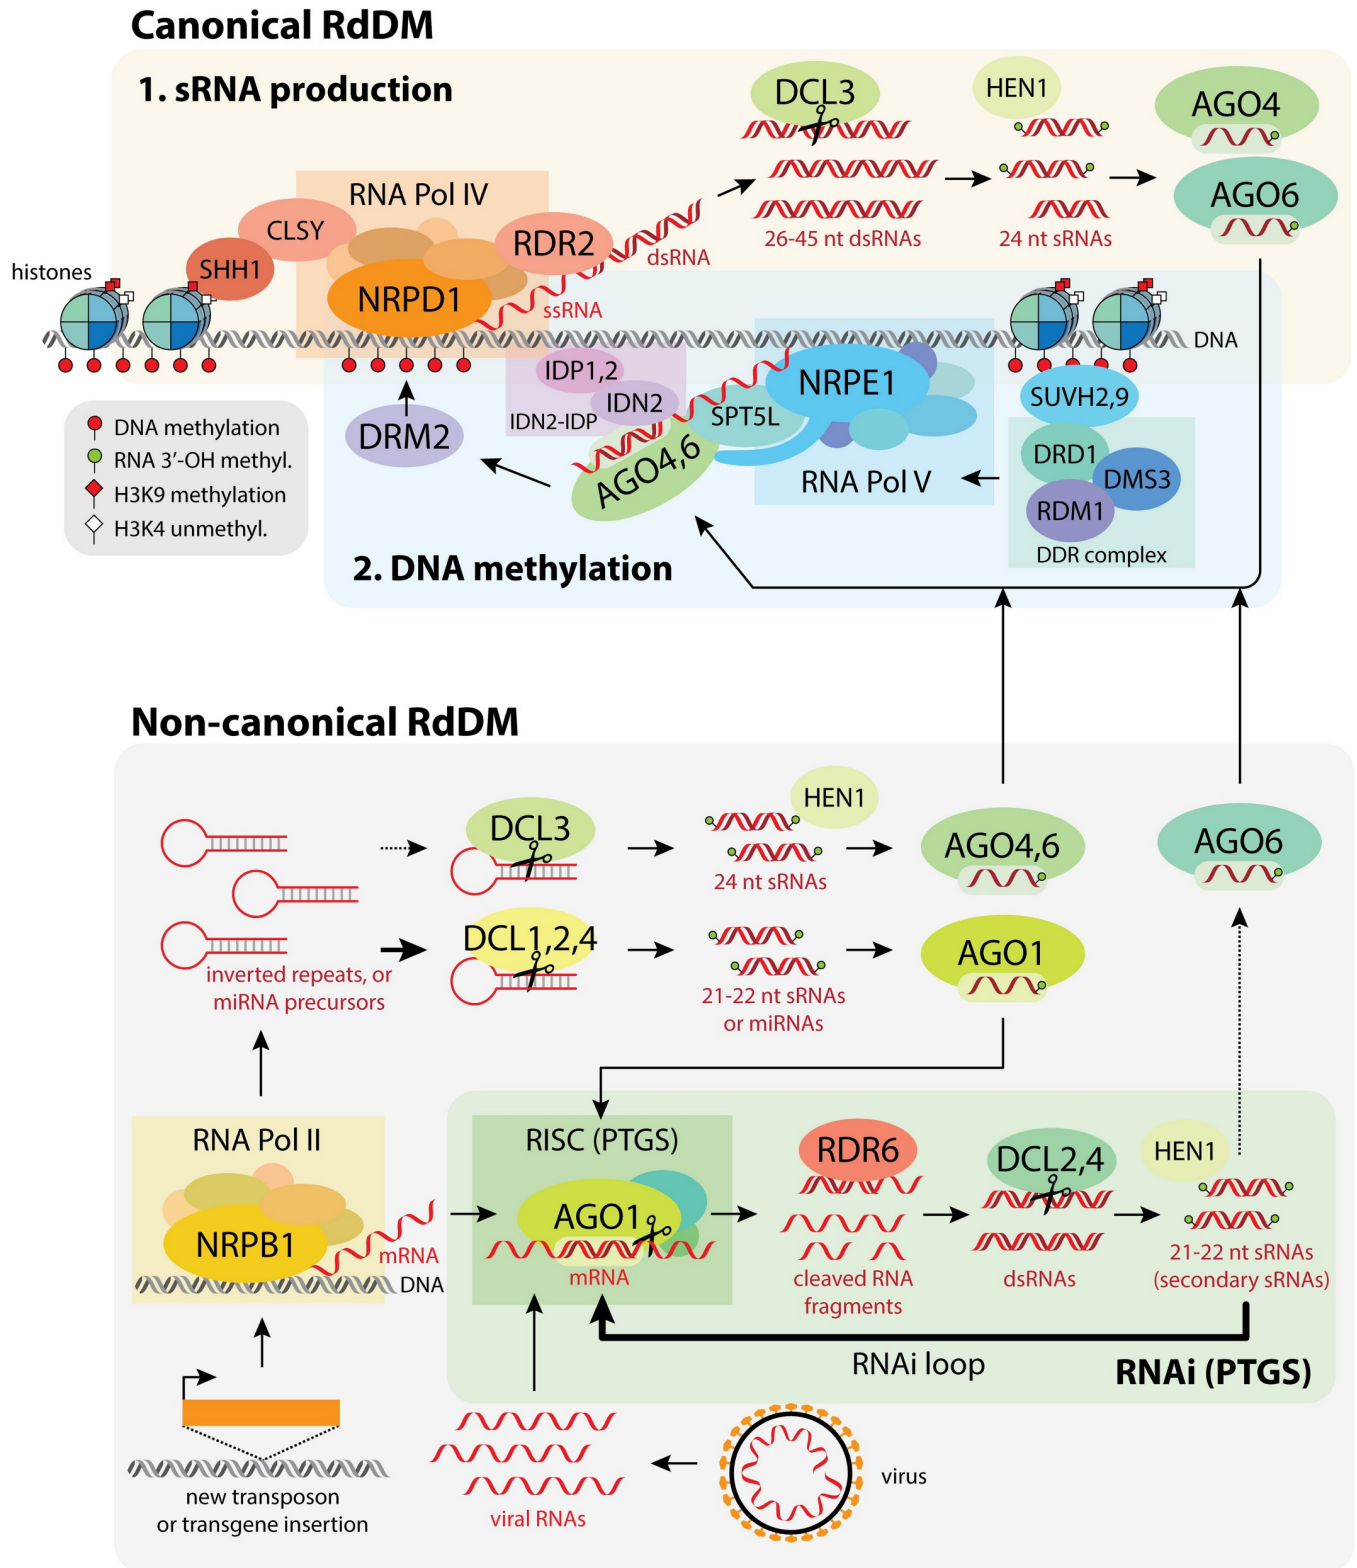 Canonical RdDM
1. sRNA production
DCL3
HEN1
AGO4
RNA Pol IV
AGO6
CLSY
RDR2
26-45 nt dsRNAs
24 nt sRNAs
SHH1
dsRNA
histones
NRPD1
ssRNA
DNA
IDP1,2
NRPE1
SUVH2,9
IDN2
SPT5L
IDN2-IDP
DNA methylation
DRM2
RNA 3′-OH methyl.
DRD1
AGO4,6
RNA Pol V
DMS3
H3K9 methylation
RDM1
H3K4 unmethyl.
DDR complex
2. DNA methylation
Non-canonical RdDM
HEN1
DCL3
AGO4,6
AGO6
24 nt sRNAs
DCL1,2,4
AGO1
inverted repeats, or
miRNA precursors
21-22 nt sRNAs
or miRNAs
RNA Pol II
RISC (PTGS)
RDR6
DCL2,4
HEN1
AGO1
NRPB1
mRNA
mRNA
DNA
cleaved RNA
fragments
dsRNAs
21-22 nt sRNAs
(secondary sRNAs)
RNAi loop
RNAi (PTGS)
virus
new transposon
or transgene insertion
viral RNAs